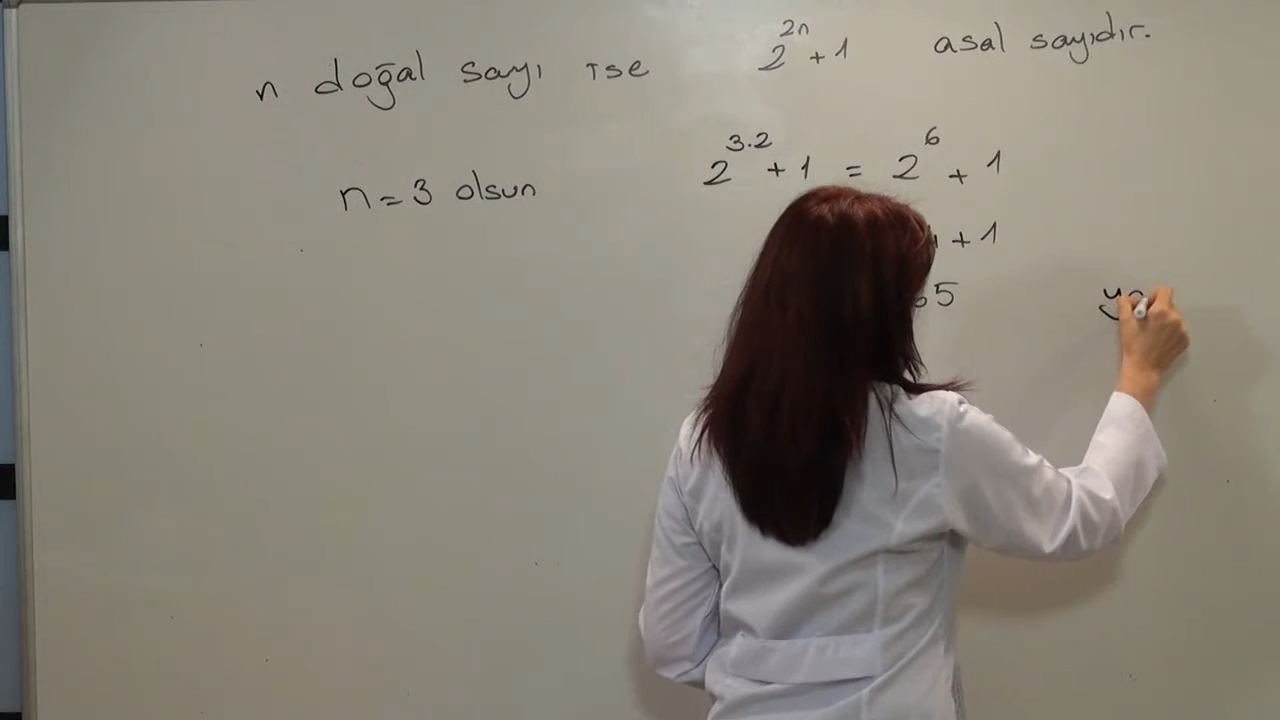 n doğal sayı ise 2^2n + 1 asal sayıdır.
n = 3 olsun 2^3.2 + 1 = 2^6 + 1
+ 1
5